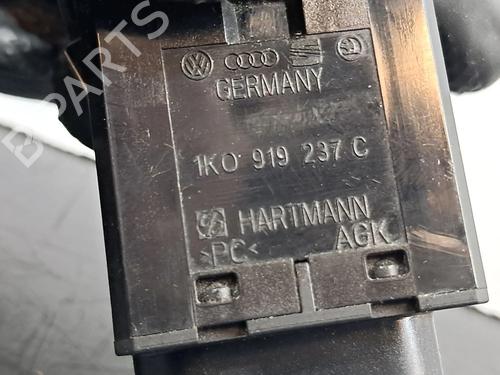 B PARTS
GERMANY
1K0 919 237 C
HARTMANN
>PC< AGK